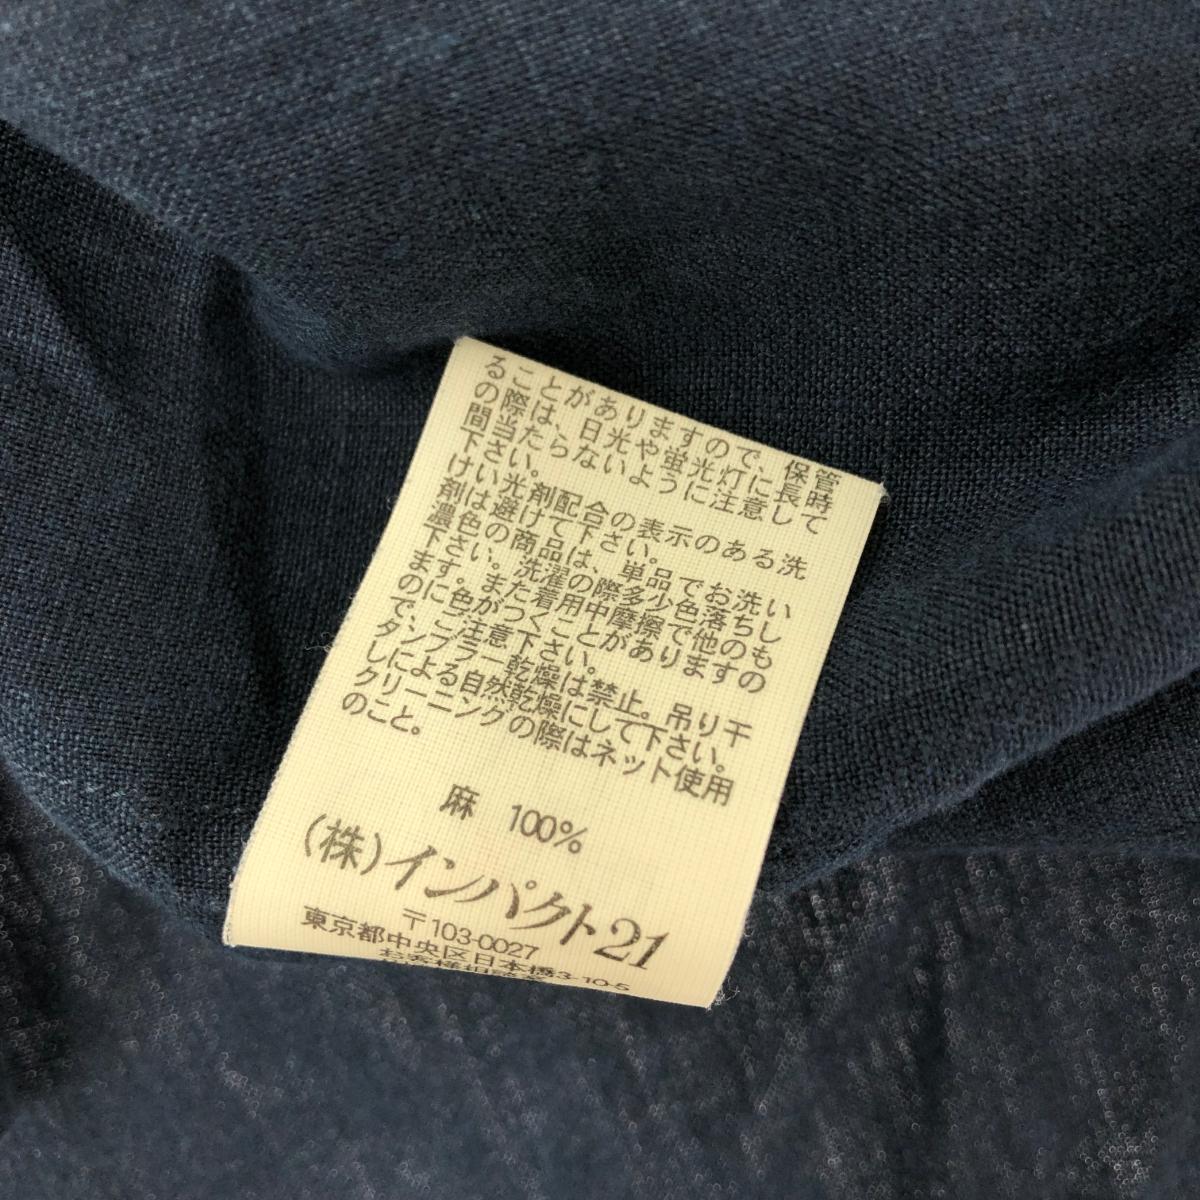 ることがありますので、保管
の際は、日光や蛍光灯に長時
間当たらないように注意して
下さい。
けい光剤配合の表示のある洗
剤は避けて下さい。
濃色の商品は、単品でお洗い
下さい。洗濯の際多少色落ちし
ます。また着用中摩擦で他のも
のに色がつくことがありますの
で、ご注意下さい。
タンブラー乾燥は禁止。吊り干
しによる自然乾燥にして下さい。
クリーニングの際はネット使用
のこと。
麻 100%
(株)インパクト21
〒103-0027
東京都中央区日本橋3-10-5